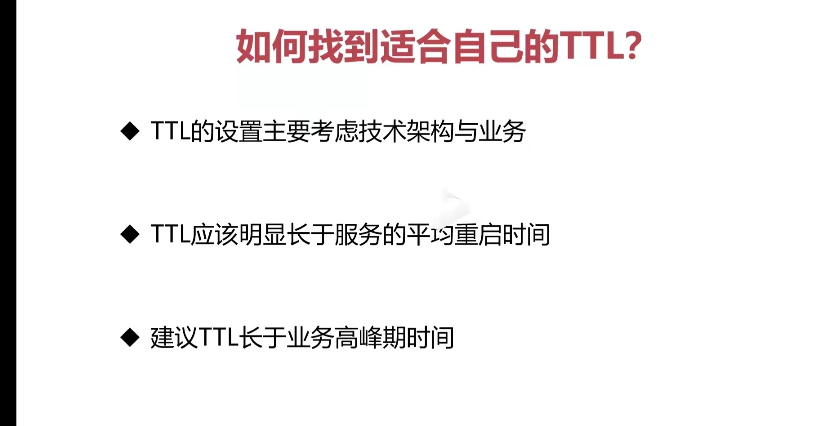 如何找到适合自己的TTL?
◆ TTL的设置主要考虑技术架构与业务
◆ TTL应该明显长于服务的平均重启时间
◆ 建议TTL长于业务高峰期时间